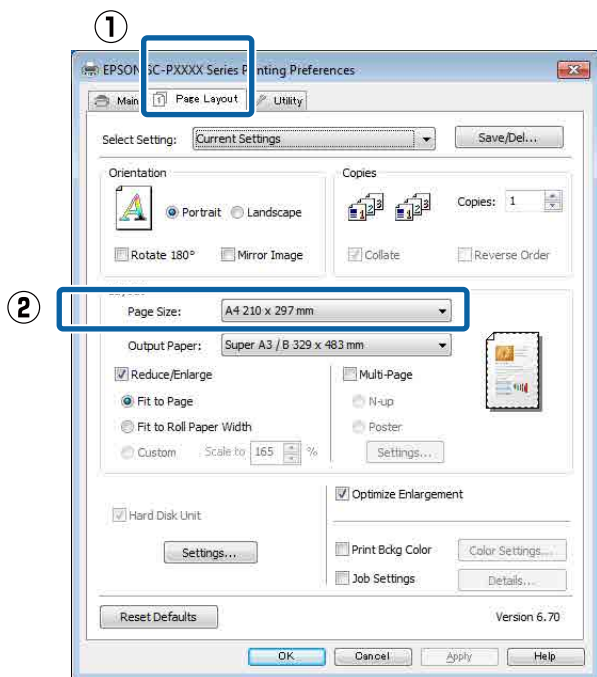 ①
EPSON SC-PXXXX Series Printing Preferences
Main Page Layout Utility
Select Setting: Current Settings Save/Del...
Orientation
Portrait Landscape
Rotate 180° Mirror Image
Copies
Copies: 1
Collate Reverse Order
②
Page Size: A4 210 x 297 mm
Output Paper: Super A3 / B 329 x 483 mm
Reduce/Enlarge
Fit to Page
Fit to Roll Paper Width
Custom Scale to 165 %
Multi-Page
N-up
Poster
Settings...
Hard Disk Unit
Settings...
Optimize Enlargement
Print Bckg Color Color Settings...
Job Settings Details...
Reset Defaults Version 6.70
OK Cancel Apply Help